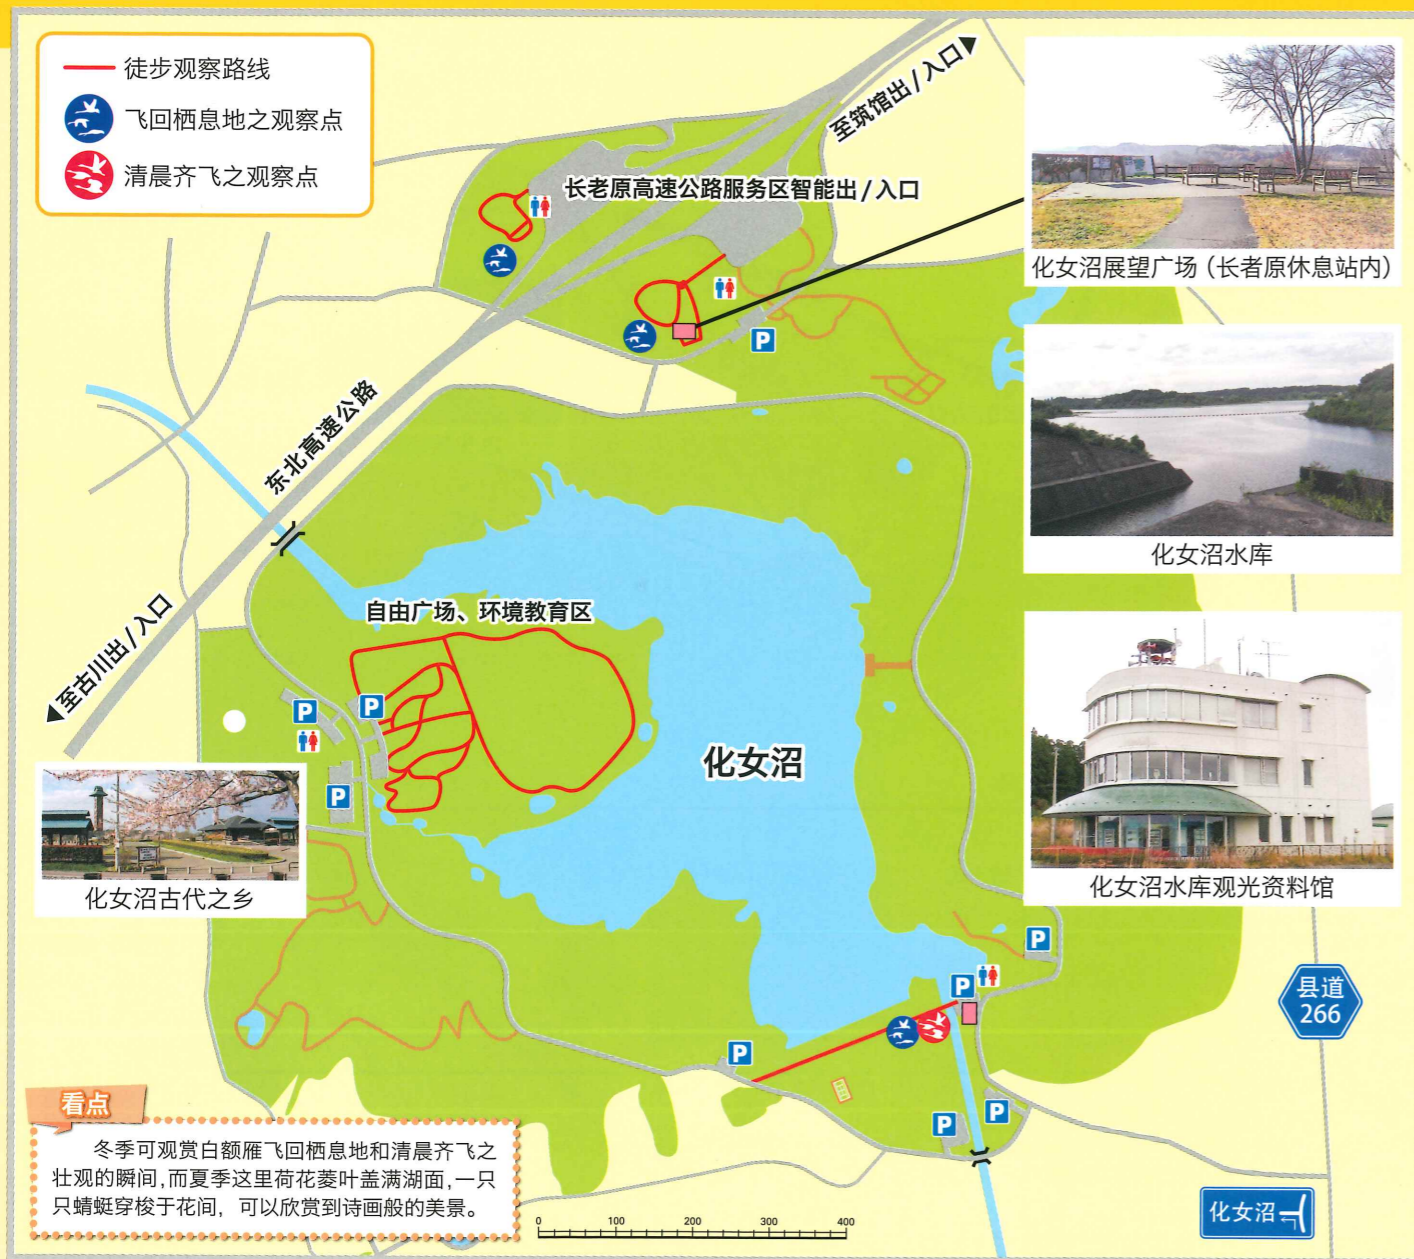 徒步观察路线
飞回栖息地之观察点
清晨齐飞之观察点
至筑馆出/入口
长老原高速公路服务区智能出/入口
化女沼展望广场（长者原休息站内）
P
东北高速公路
化女沼水库
至古川出/入口
自由广场、环境教育区
P
P
P
化女沼
化女沼古代之乡
化女沼水库观光资料馆
P
P
县道
266
P
P
P
看点
冬季可观赏白额雁飞回栖息地和清晨齐飞之
壮观的瞬间,而夏季这里荷花菱叶盖满湖面,一只
只蜻蜓穿梭于花间，可以欣赏到诗画般的美景。
0 100 200 300 400
化女沼